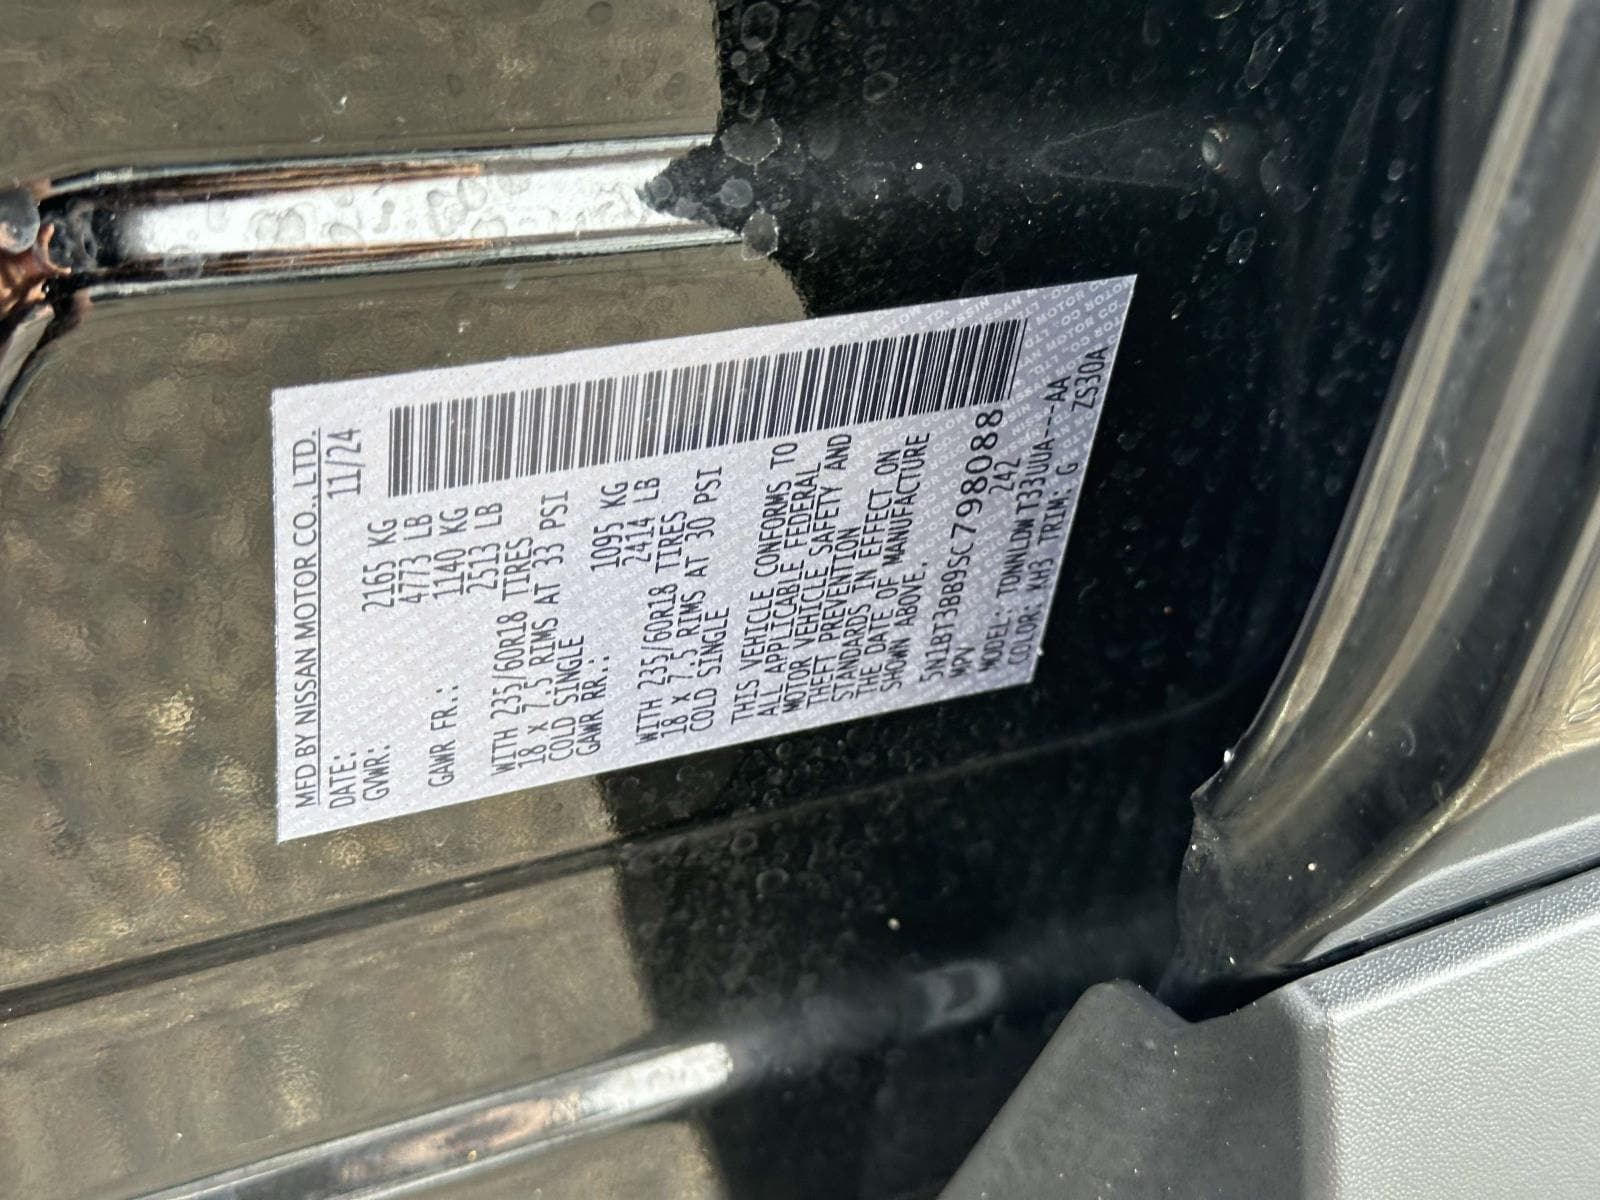 MFD BY NISSAN MOTOR CO., LTD.
DATE: 11/24
GVWR: 2165 KG
4773 LB
GAWR FR.: 1140 KG
2513 LB
WITH 235/60R18 TIRES
18 X 7.5 RIMS AT 33 PSI
COLD SINGLE
GAWR RR.: 1095 KG
2414 LB
WITH 235/60R18 TIRES
18 X 7.5 RIMS AT 30 PSI
COLD SINGLE
THIS VEHICLE CONFORMS TO
ALL APPLICABLE FEDERAL
MOTOR VEHICLE SAFETY AND
THEFT PREVENTION
STANDARDS IN EFFECT ON
THE DATE OF MANUFACTURE
SHOWN ABOVE.
5N1BT3BB9SC798088
MPV 242
MODEL: TDNNLDWT33UUA---AA
COLOR: KH3 TRIM: G ZS30A